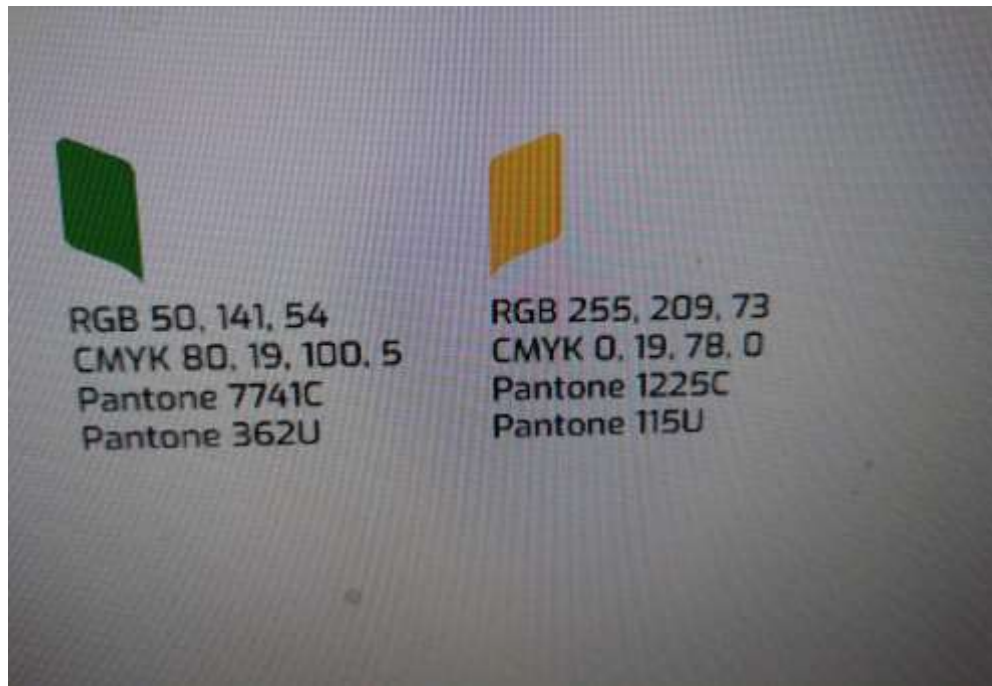 RGB 50, 141, 54
CMYK 80, 19, 100, 5
Pantone 7741C
Pantone 362U
RGB 255, 209, 73
CMYK 0, 19, 78, 0
Pantone 1225C
Pantone 115U